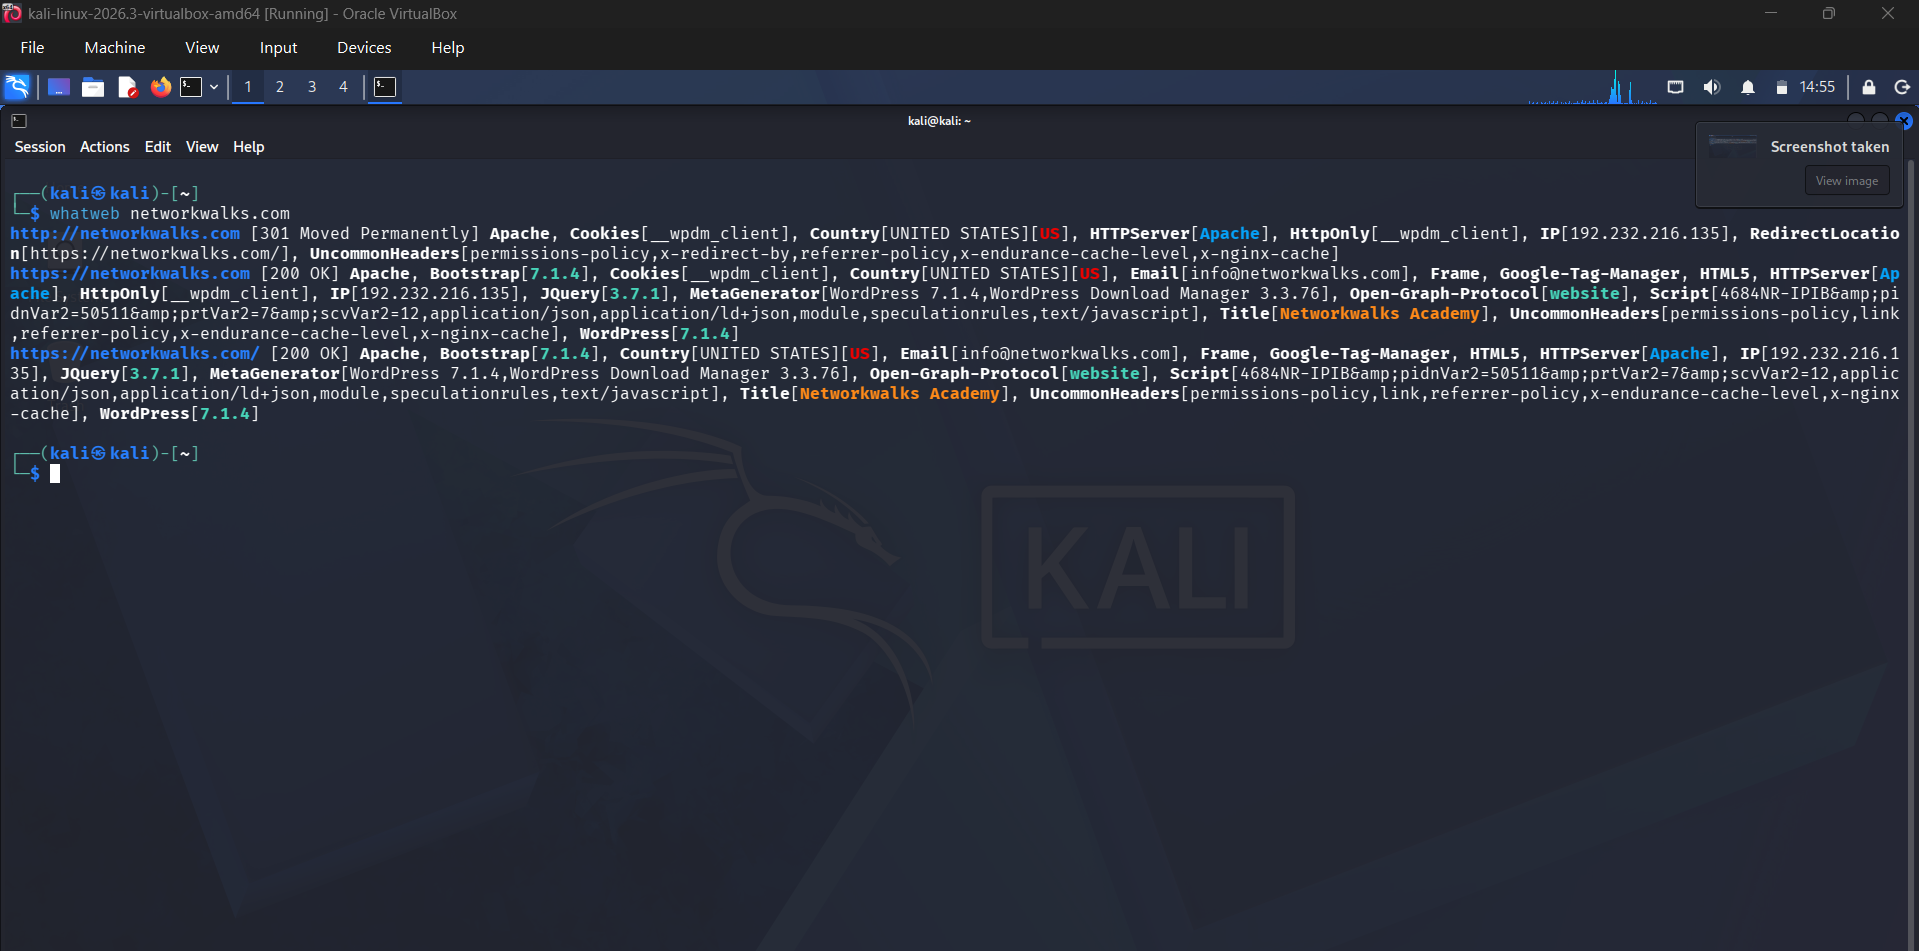 kali-linux-2026.3-virtualbox-amd64 [Running] - Oracle VirtualBox
File Machine View Input Devices Help
1 2 3 4 14:55
kali@kali: ~
Session Actions Edit View Help
Screenshot taken
View image
┌──(kali㉿kali)-[~]
└─$ whatweb networkwalks.com
http://networkwalks.com [301 Moved Permanently] Apache, Cookies[__wpdm_client], Country[UNITED STATES][US], HTTPServer[Apache], HttpOnly[__wpdm_client], IP[192.232.216.135], RedirectLocatio
n[https://networkwalks.com/], UncommonHeaders[permissions-policy,x-redirect-by,referrer-policy,x-endurance-cache-level,x-nginx-cache]
https://networkwalks.com [200 OK] Apache, Bootstrap[7.1.4], Cookies[__wpdm_client], Country[UNITED STATES][US], Email[info@networkwalks.com], Frame, Google-Tag-Manager, HTML5, HTTPServer[Ap
ache], HttpOnly[__wpdm_client], IP[192.232.216.135], JQuery[3.7.1], MetaGenerator[WordPress 7.1.4,WordPress Download Manager 3.3.76], Open-Graph-Protocol[website], Script[4684NR-IPIB&amp;pi
dnVar2=50511&amp;prtVar2=7&amp;scvVar2=12,application/json,application/ld+json,module,speculationrules,text/javascript], Title[Networkwalks Academy], UncommonHeaders[permissions-policy,link
,referrer-policy,x-endurance-cache-level,x-nginx-cache], WordPress[7.1.4]
https://networkwalks.com/ [200 OK] Apache, Bootstrap[7.1.4], Country[UNITED STATES][US], Email[info@networkwalks.com], Frame, Google-Tag-Manager, HTML5, HTTPServer[Apache], IP[192.232.216.1
35], JQuery[3.7.1], MetaGenerator[WordPress 7.1.4,WordPress Download Manager 3.3.76], Open-Graph-Protocol[website], Script[4684NR-IPIB&amp;pidnVar2=50511&amp;prtVar2=7&amp;scvVar2=12,applic
ation/json,application/ld+json,module,speculationrules,text/javascript], Title[Networkwalks Academy], UncommonHeaders[permissions-policy,link,referrer-policy,x-endurance-cache-level,x-nginx
-cache], WordPress[7.1.4]
┌──(kali㉿kali)-[~]
└─$
KALI